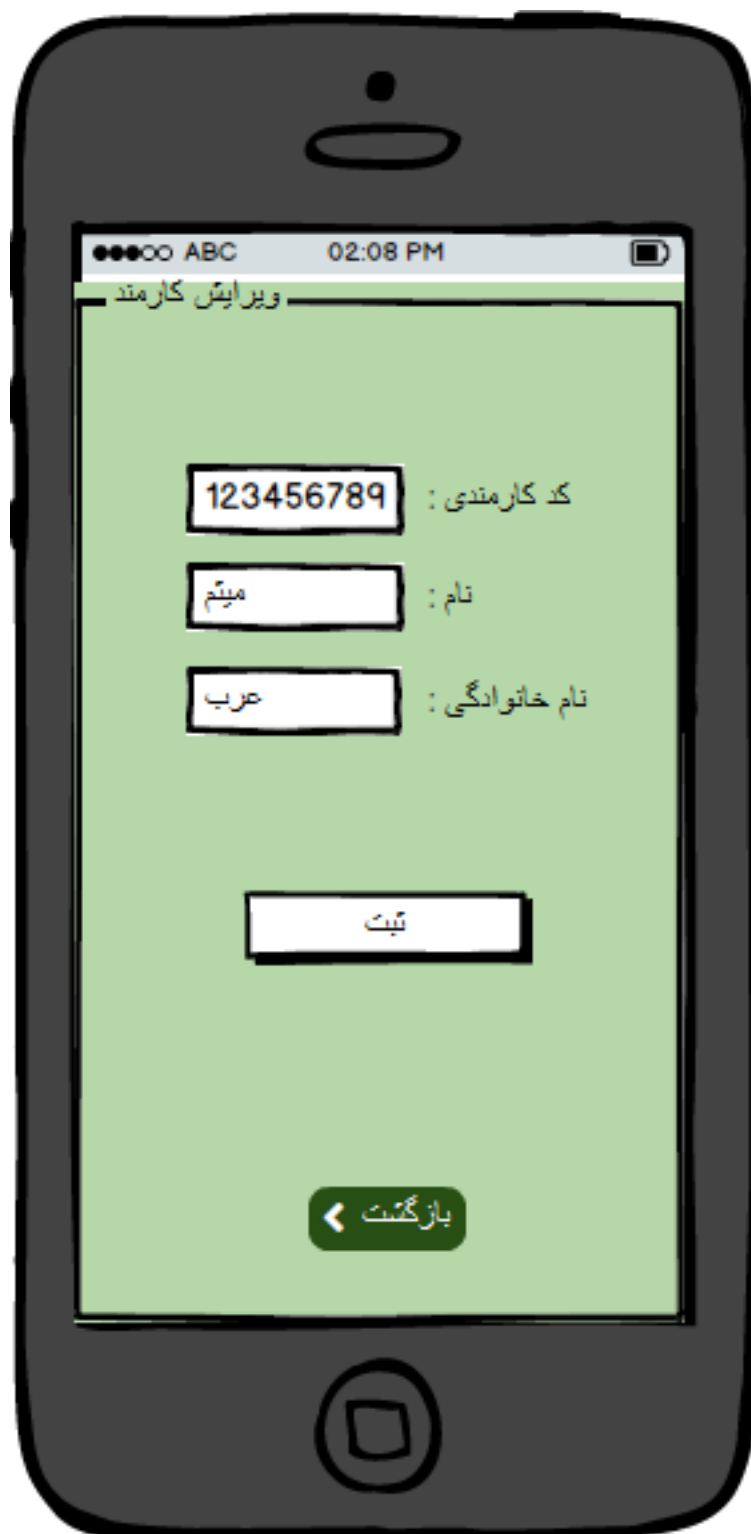 ABC 02:08 PM
ویرایش کارمند
کد کارمندی : 123456789
نام : میثم
نام خانوادگی : عرب
ثبت
بازگشت